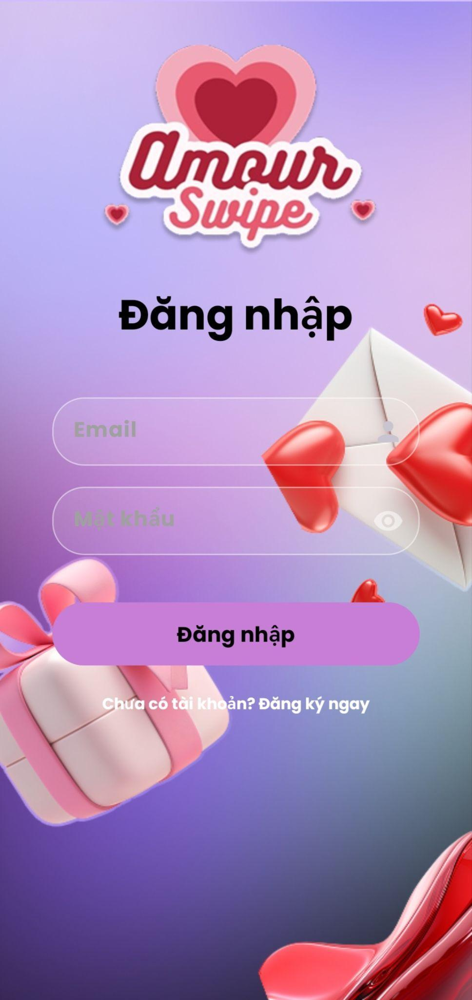 Amour
Swipe
Đăng nhập
Email
Mật khẩu
Đăng nhập
Chưa có tài khoản? Đăng ký ngay